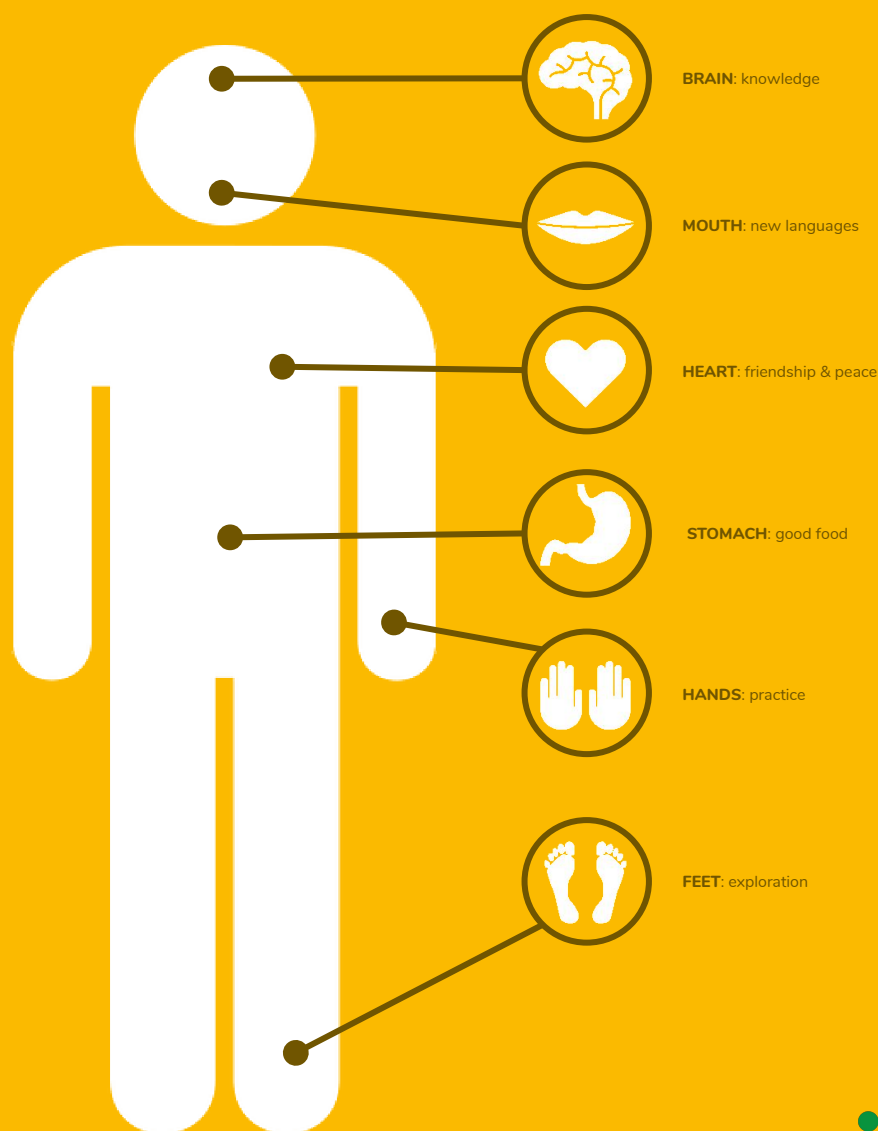 BRAIN: knowledge
MOUTH: new languages
HEART: friendship & peace
STOMACH: good food
HANDS: practice
FEET: exploration